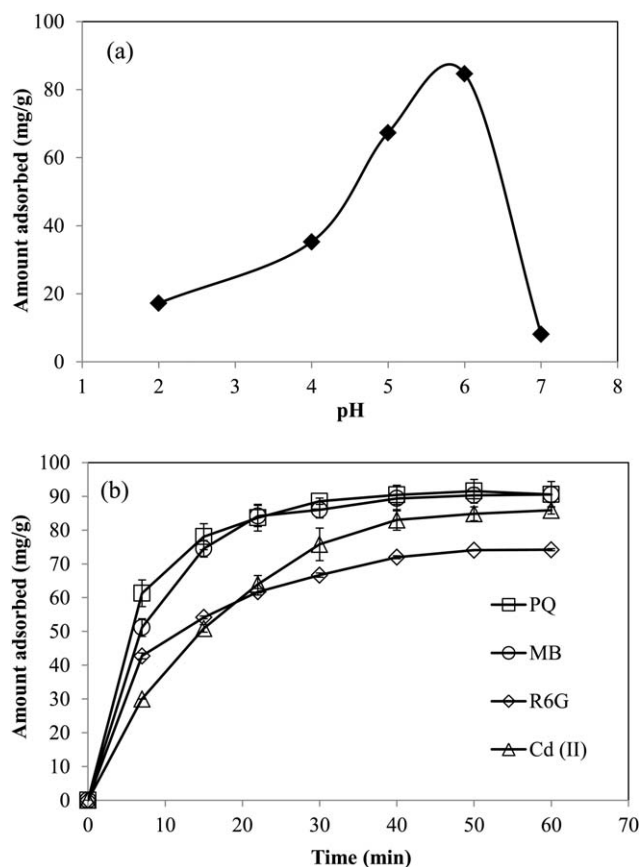 (a)
Amount adsorbed (mg/g)
100
80
60
40
20
0
1 2 3 4 5 6 7 8
pH
(b)
Amount adsorbed (mg/g)
100
90
80
70
60
50
40
30
20
10
0
PQ
MB
R6G
Cd (II)
0 10 20 30 40 50 60 70
Time (min)